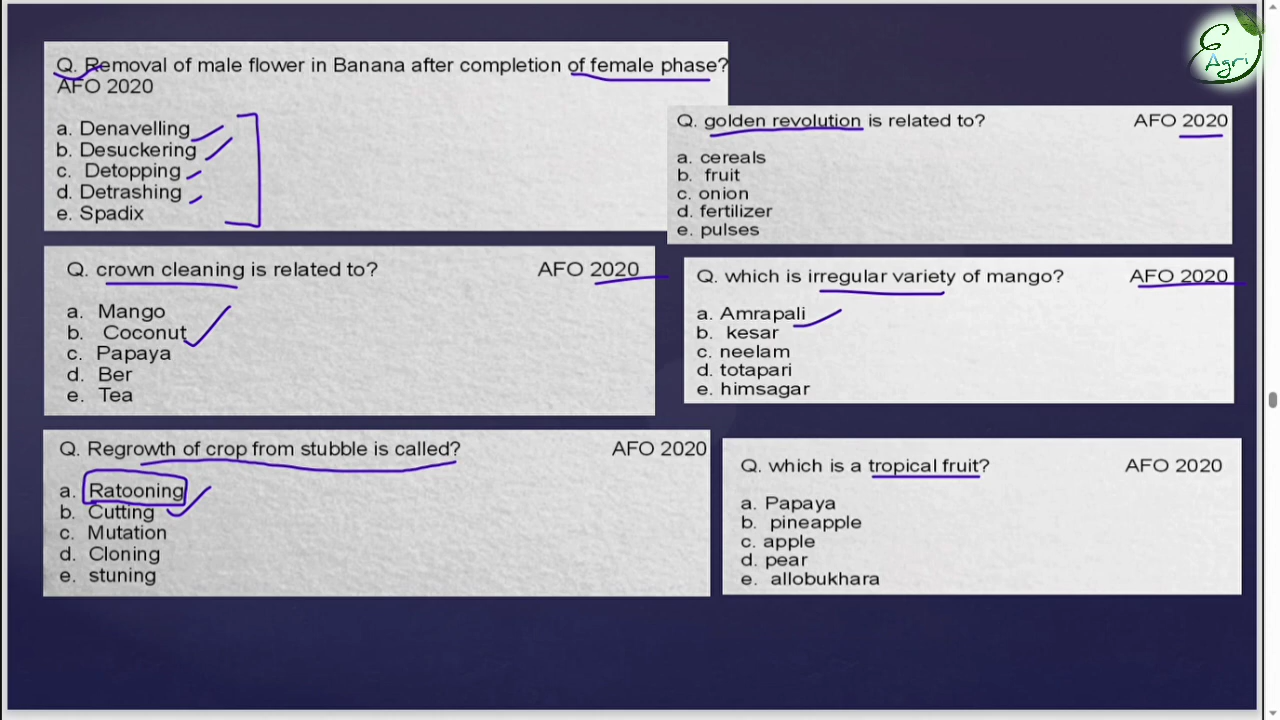 Q. Removal of male flower in Banana after completion of female phase?
AFO 2020
a. Denavelling
b. Desuckering
c. Detopping
d. Detrashing
e. Spadix
Q. golden revolution is related to? AFO 2020
a. cereals
b. fruit
c. onion
d. fertilizer
e. pulses
Q. crown cleaning is related to? AFO 2020
a. Mango
b. Coconut
c. Papaya
d. Ber
e. Tea
Q. which is irregular variety of mango? AFO 2020
a. Amrapali
b. kesar
c. neelam
d. totapari
e. himsagar
Q. Regrowth of crop from stubble is called? AFO 2020
a. Ratooning
b. Cutting
c. Mutation
d. Cloning
e. stuning
Q. which is a tropical fruit? AFO 2020
a. Papaya
b. pineapple
c. apple
d. pear
e. allobukhara
E
Agri